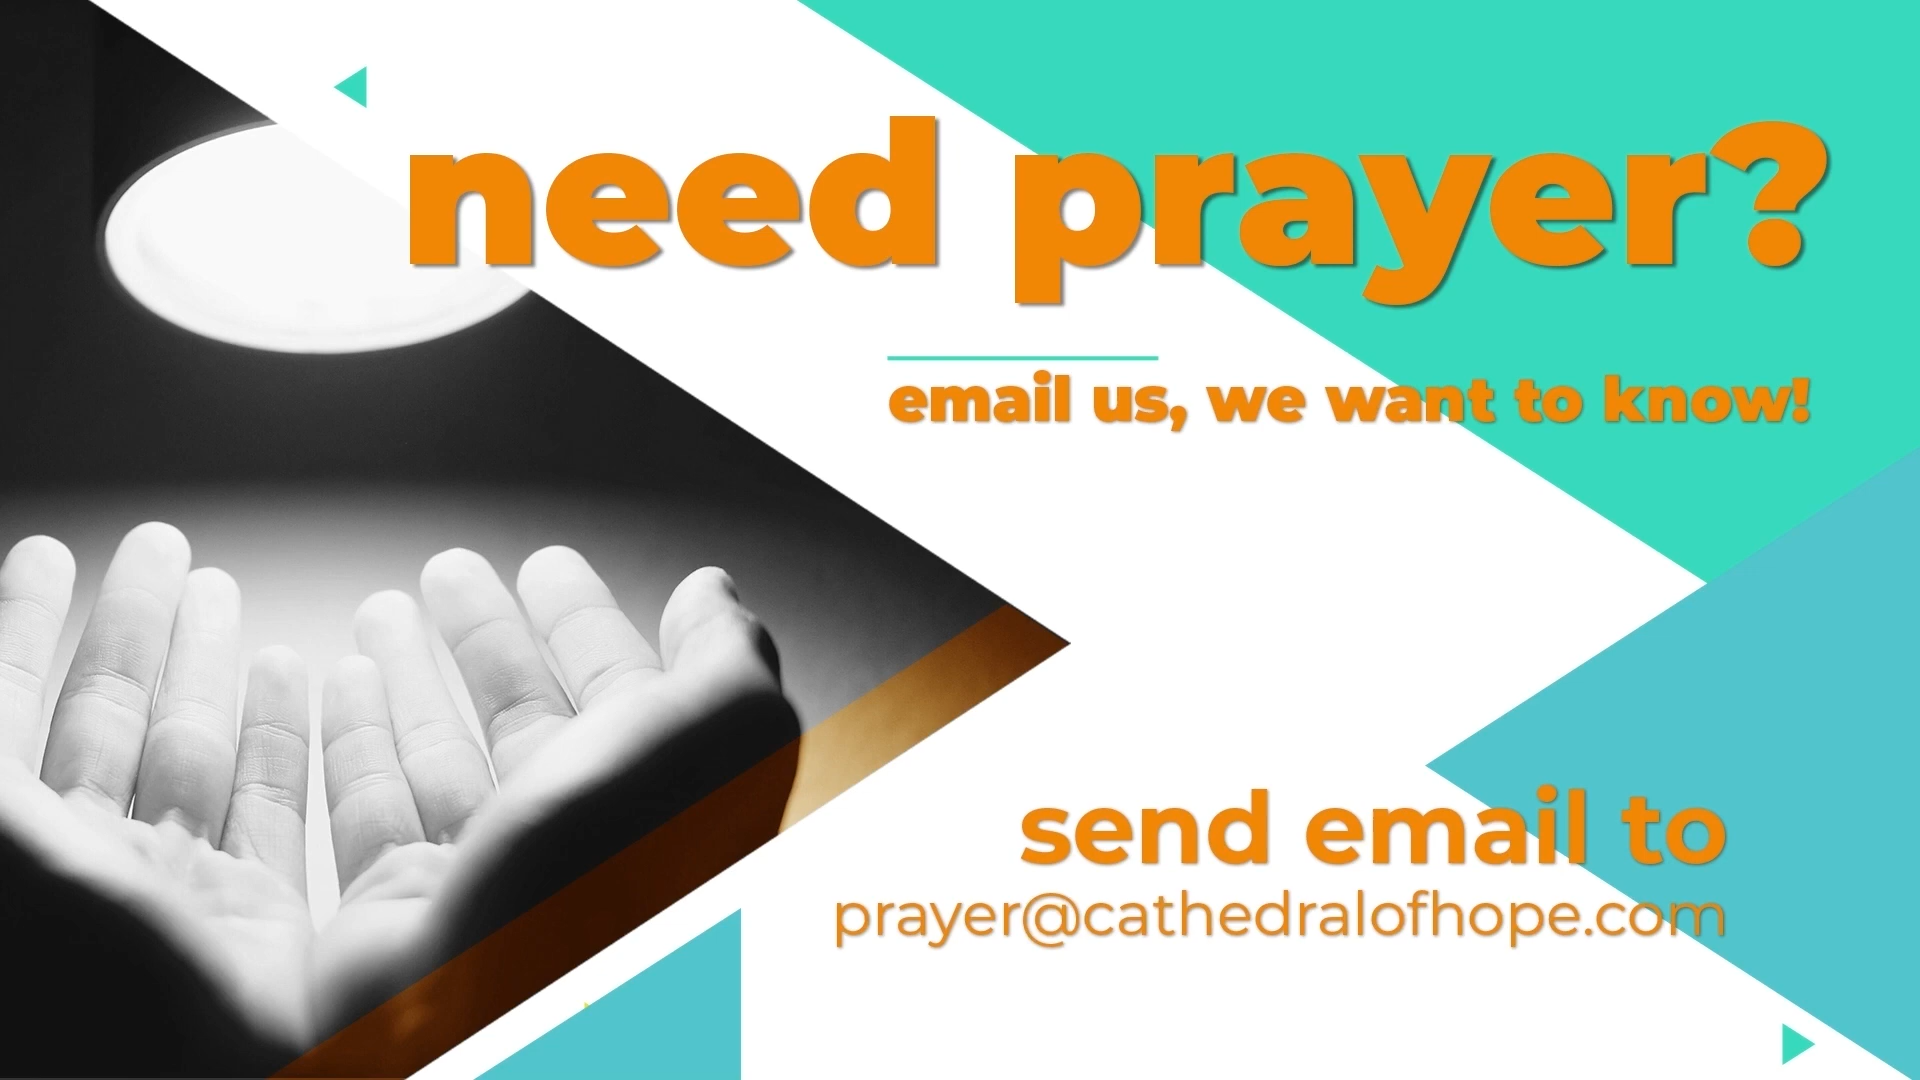 need prayer?
email us, we want to know!
send email to
prayer@cathedralofhope.com